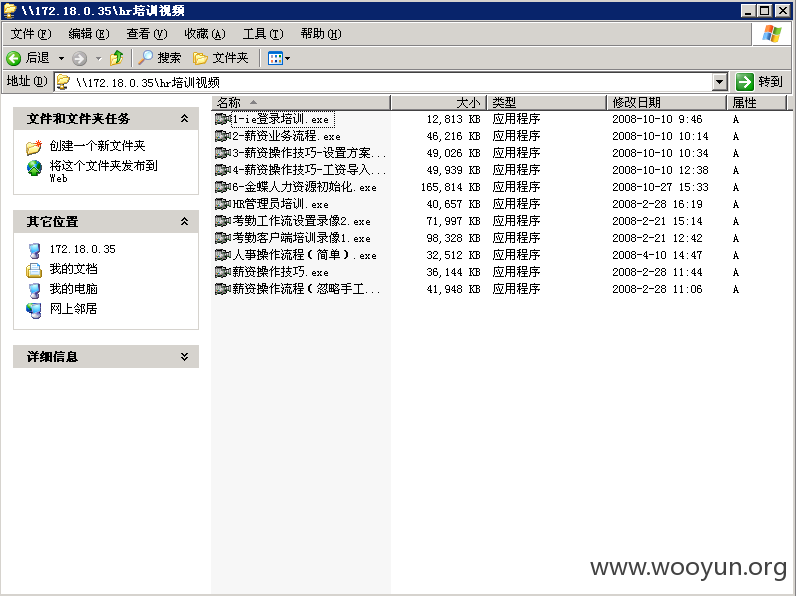 \\172.18.0.35\hr培训视频
文件(F) 编辑(E) 查看(V) 收藏(A) 工具(T) 帮助(H)
后退 搜索 文件夹
地址(D) \\172.18.0.35\hr培训视频 转到
文件和文件夹任务
创建一个新文件夹
将这个文件夹发布到
Web
其它位置
172.18.0.35
我的文档
我的电脑
网上邻居
详细信息
名称 大小 类型 修改日期 属性
1-ie登录培训.exe 12,813 KB 应用程序 2008-10-10 9:46 A
2-薪资业务流程.exe 46,216 KB 应用程序 2008-10-10 10:14 A
3-薪资操作技巧-设置方案... 49,026 KB 应用程序 2008-10-10 10:34 A
4-薪资操作技巧-工资导入... 49,939 KB 应用程序 2008-10-10 12:38 A
6-金蝶人力资源初始化.exe 165,814 KB 应用程序 2008-10-27 15:33 A
HR管理员培训.exe 40,657 KB 应用程序 2008-2-28 16:19 A
考勤工作流设置录像2.exe 71,997 KB 应用程序 2008-2-21 15:14 A
考勤客户端培训录像1.exe 98,328 KB 应用程序 2008-2-21 12:42 A
人事操作流程(简单).exe 32,512 KB 应用程序 2008-4-10 14:47 A
薪资操作技巧.exe 36,144 KB 应用程序 2008-2-28 11:44 A
薪资操作流程(忽略手工... 41,948 KB 应用程序 2008-2-28 11:06 A
www.wooyun.org